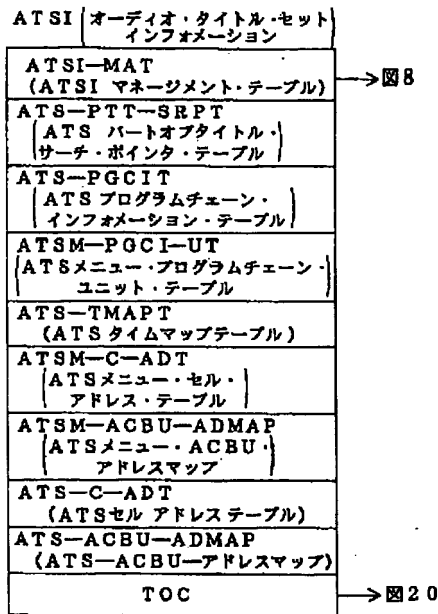 ATSI(オーディオ・タイトル・セット
インフォメーション)
ATSI—MAT
(ATSI マネージメント・テーブル)
→図8
ATS—PTT—SRPT
(ATS パートオブタイトル・
サーチ・ポインタ・テーブル)
ATS—PGCIT
(ATSプログラムチェーン・
インフォメーション・テーブル)
ATSM—PGCI—UT
(ATSメニュー・プログラムチェーン・
ユニット・テーブル)
ATS—TMAPT
(ATSタイムマップテーブル)
ATSM—C—ADT
(ATSメニュー・セル・
アドレス・テーブル)
ATSM—ACBU—ADMAP
(ATSメニュー・ACBU・
アドレスマップ)
ATS—C—ADT
(ATSセル アドレステーブル)
ATS—ACBU—ADMAP
(ATS—ACBU—アドレスマップ)
TOC
→図20